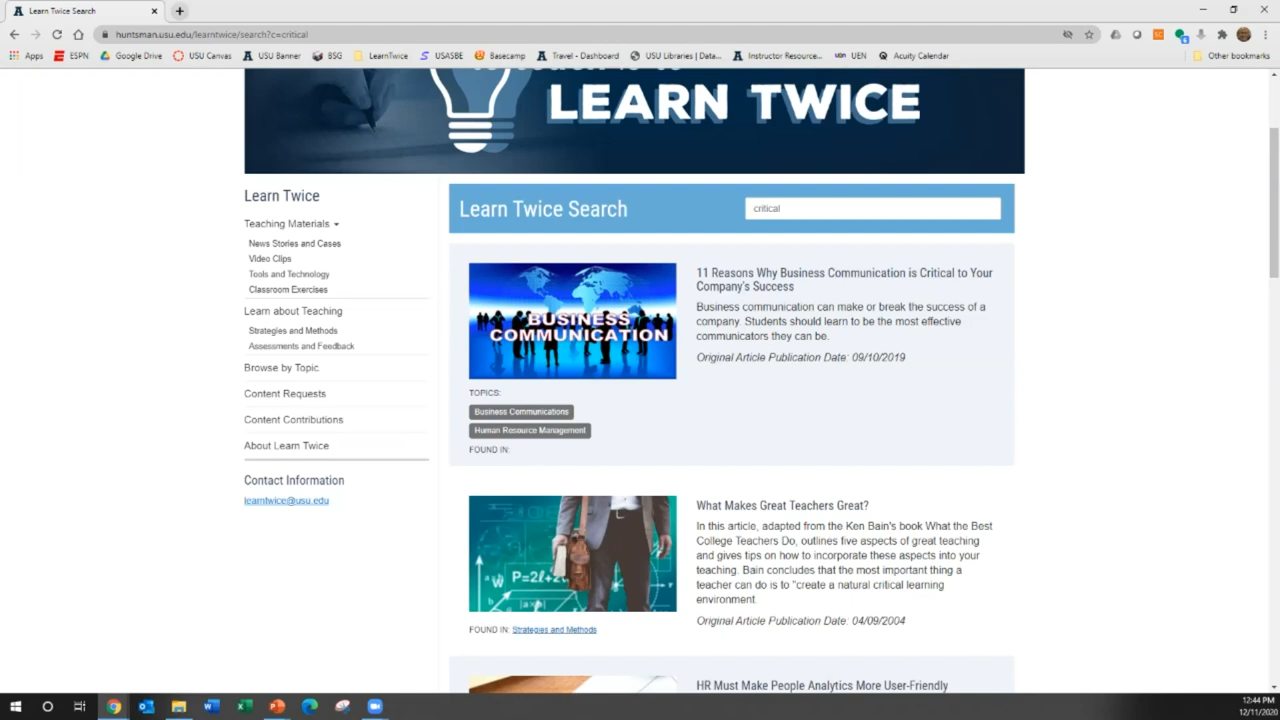 Learn Twice Search
huntsman.usu.edu/learntwice/search?c=critical
Apps ESPN Google Drive USU Canvas USU Banner BSG LearnTwice USASBE Basecamp Travel - Dashboard USU Libraries | Data... Instructor Resource... UEN Acuity Calendar Other bookmarks
LEARN TWICE
Learn Twice
Teaching Materials
News Stories and Cases
Video Clips
Tools and Technology
Classroom Exercises
Learn about Teaching
Strategies and Methods
Assessments and Feedback
Browse by Topic
Content Requests
Content Contributions
About Learn Twice
Contact Information
learntwice@usu.edu
Learn Twice Search
critical
BUSINESS
COMMUNICATION
11 Reasons Why Business Communication is Critical to Your
Company's Success
Business communication can make or break the success of a
company. Students should learn to be the most effective
communicators they can be.
Original Article Publication Date: 09/10/2019
TOPICS:
Business Communications
Human Resource Management
FOUND IN:
What Makes Great Teachers Great?
In this article, adapted from the Ken Bain's book What the Best
College Teachers Do, outlines five aspects of great teaching
and gives tips on how to incorporate these aspects into your
teaching. Bain concludes that the most important thing a
teacher can do is to "create a natural critical learning
environment.
Original Article Publication Date: 04/09/2004
FOUND IN: Strategies and Methods
HR Must Make People Analytics More User-Friendly
12:44 PM
12/11/2020